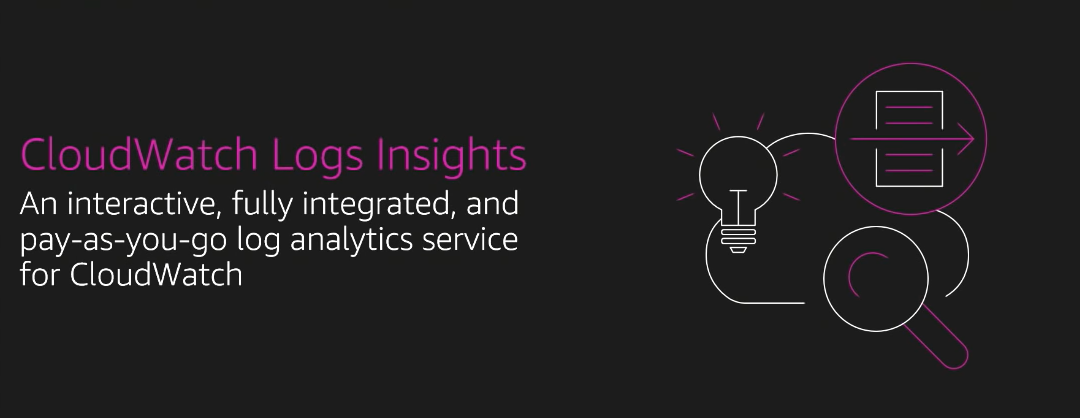 CloudWatch Logs Insights
An interactive, fully integrated, and
pay-as-you-go log analytics service
for CloudWatch